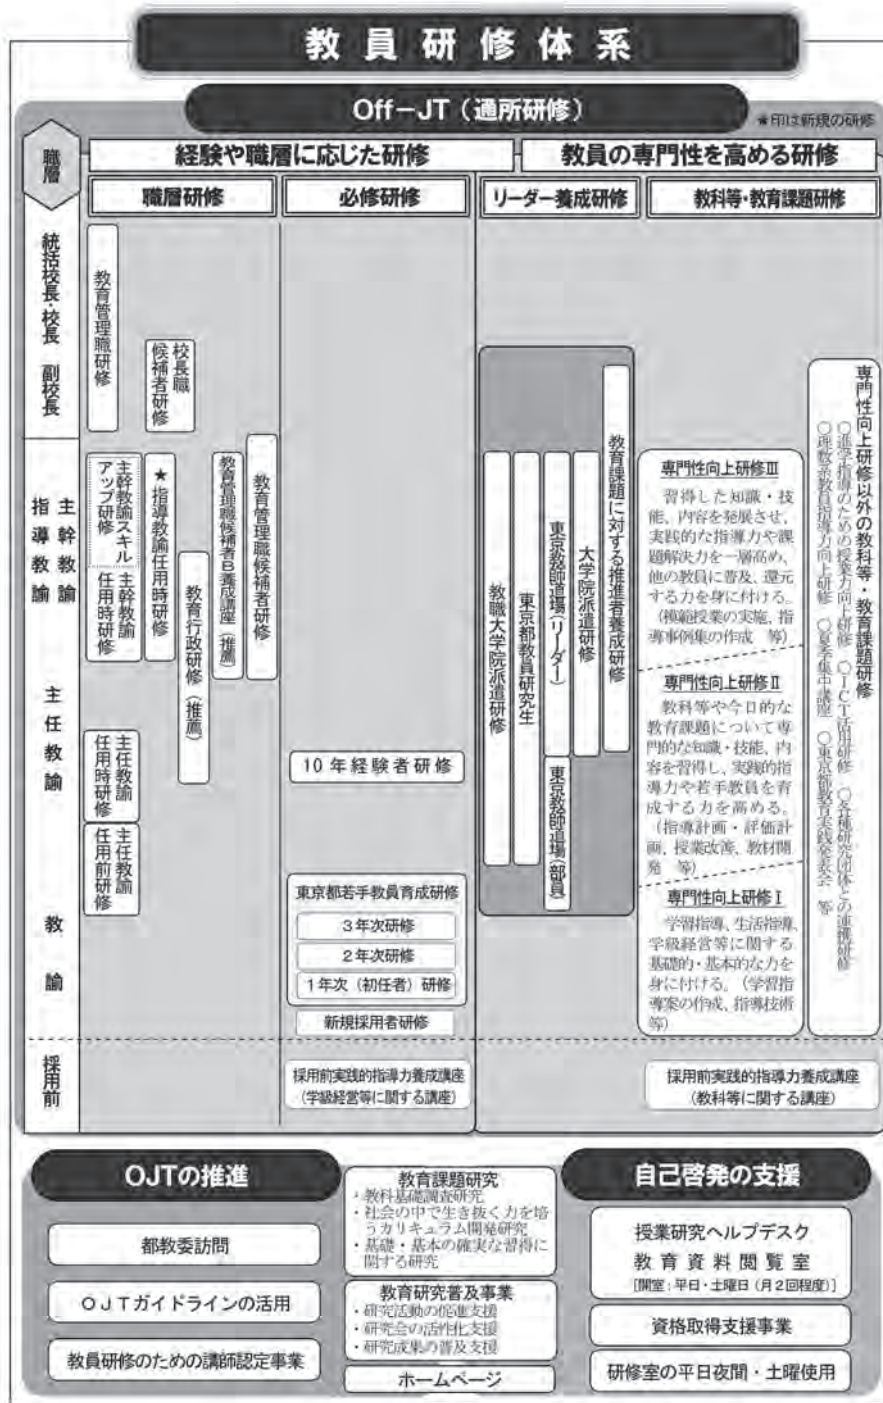 教員研修体系
Off－JT（通所研修）
★印は新規の研修
職層
経験や職層に応じた研修
教員の専門性を高める研修
職層研修
必修研修
リーダー養成研修
教科等・教育課題研修
統括校長・校長　副校長
主幹教諭
指導教諭
主任教諭
教諭
採用前
教育管理職研修
校長職
候補者研修
主幹教諭スキル
アップ研修
主幹教諭
任用時研修
★指導教諭任用時研修
教育行政研修（推薦）
教育管理職候補者Ｂ養成講座（推薦）
教育管理職候補者研修
主任教諭
任用時研修
主任教諭
任用前研修
10年経験者研修
東京都若手教員育成研修
3年次研修
2年次研修
1年次（初任者）研修
新規採用者研修
採用前実践的指導力養成講座
（学級経営等に関する講座）
教職大学院派遣研修
東京都教員研究生
東京教師道場（リーダー）
東京教師道場（部員）
大学院派遣研修
教育課題に対する推進者養成研修
専門性向上研修Ⅲ
習得した知識・技
能、内容を発展させ、
実践的な指導力や課
題解決力を一層高め、
他の教員に普及、還元
する力を身に付ける。
（模範授業の実施、指
導事例集の作成　等）
専門性向上研修Ⅱ
教科等や今日的な
教育課題について専
門的な知識・技能、内
容を習得し、実践的指
導力や若手教員を育
成する力を高める。
（指導計画・評価計
画、授業改善、教材開
発　等）
専門性向上研修Ⅰ
学習指導、生活指導、
学級経営等に関する
基礎的・基本的な力を
身に付ける。（学習指
導案の作成、指導技術
等）
専門性向上研修以外の教科等・教育課題研修
○進学指導のための授業力向上研修　○ＩＣＴ活用研修　○各種研究団体との連携研修
○理数系教員指導力向上研修　○夏季集中講座　○東京都教育実践発表会　等
採用前実践的指導力養成講座
（教科等に関する講座）
OJTの推進
都教委訪問
ＯＪＴガイドラインの活用
教員研修のための講師認定事業
教育課題研究
・教科基礎調査研究
・社会の中で生き抜く力を培
うカリキュラム開発研究
・基礎・基本の確実な習得に
関する研究
教育研究普及事業
・研究活動の促進支援
・研究会の活性化支援
・研究成果の普及支援
ホームページ
自己啓発の支援
授業研究ヘルプデスク
教育資料閲覧室
［開室：平日・土曜日（月２回程度）］
資格取得支援事業
研修室の平日夜間・土曜使用